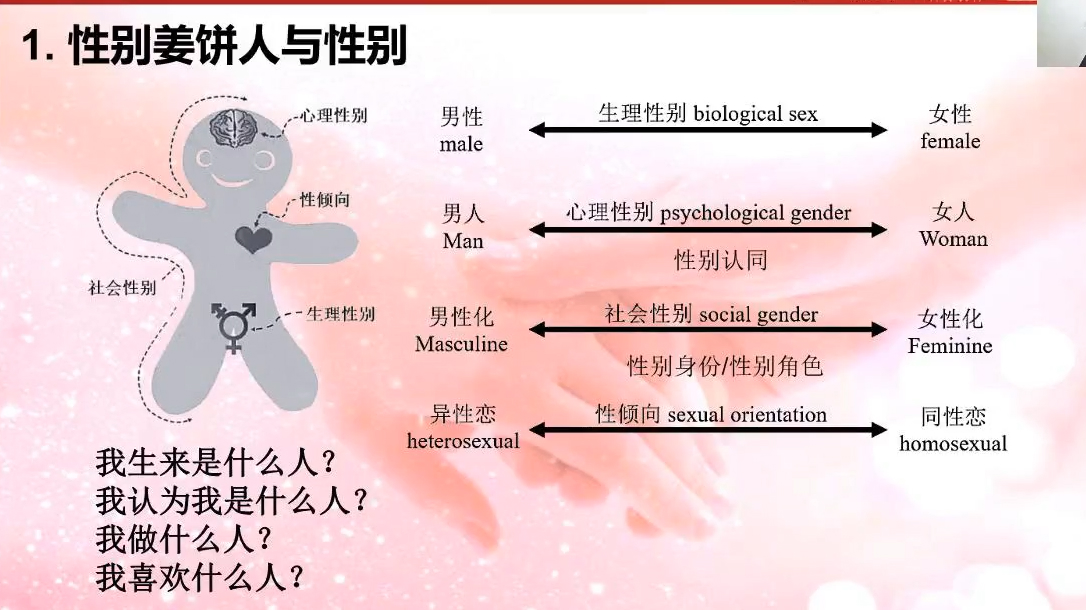 1. 性别姜饼人与性别
心理性别
性倾向
社会性别
生理性别
男性
male
生理性别 biological sex
女性
female
男人
Man
心理性别 psychological gender
性别认同
女人
Woman
男性化
Masculine
社会性别 social gender
性别身份/性别角色
女性化
Feminine
异性恋
heterosexual
性倾向 sexual orientation
同性恋
homosexual
我生来是什么人？
我认为我是什么人？
我做什么人？
我喜欢什么人？